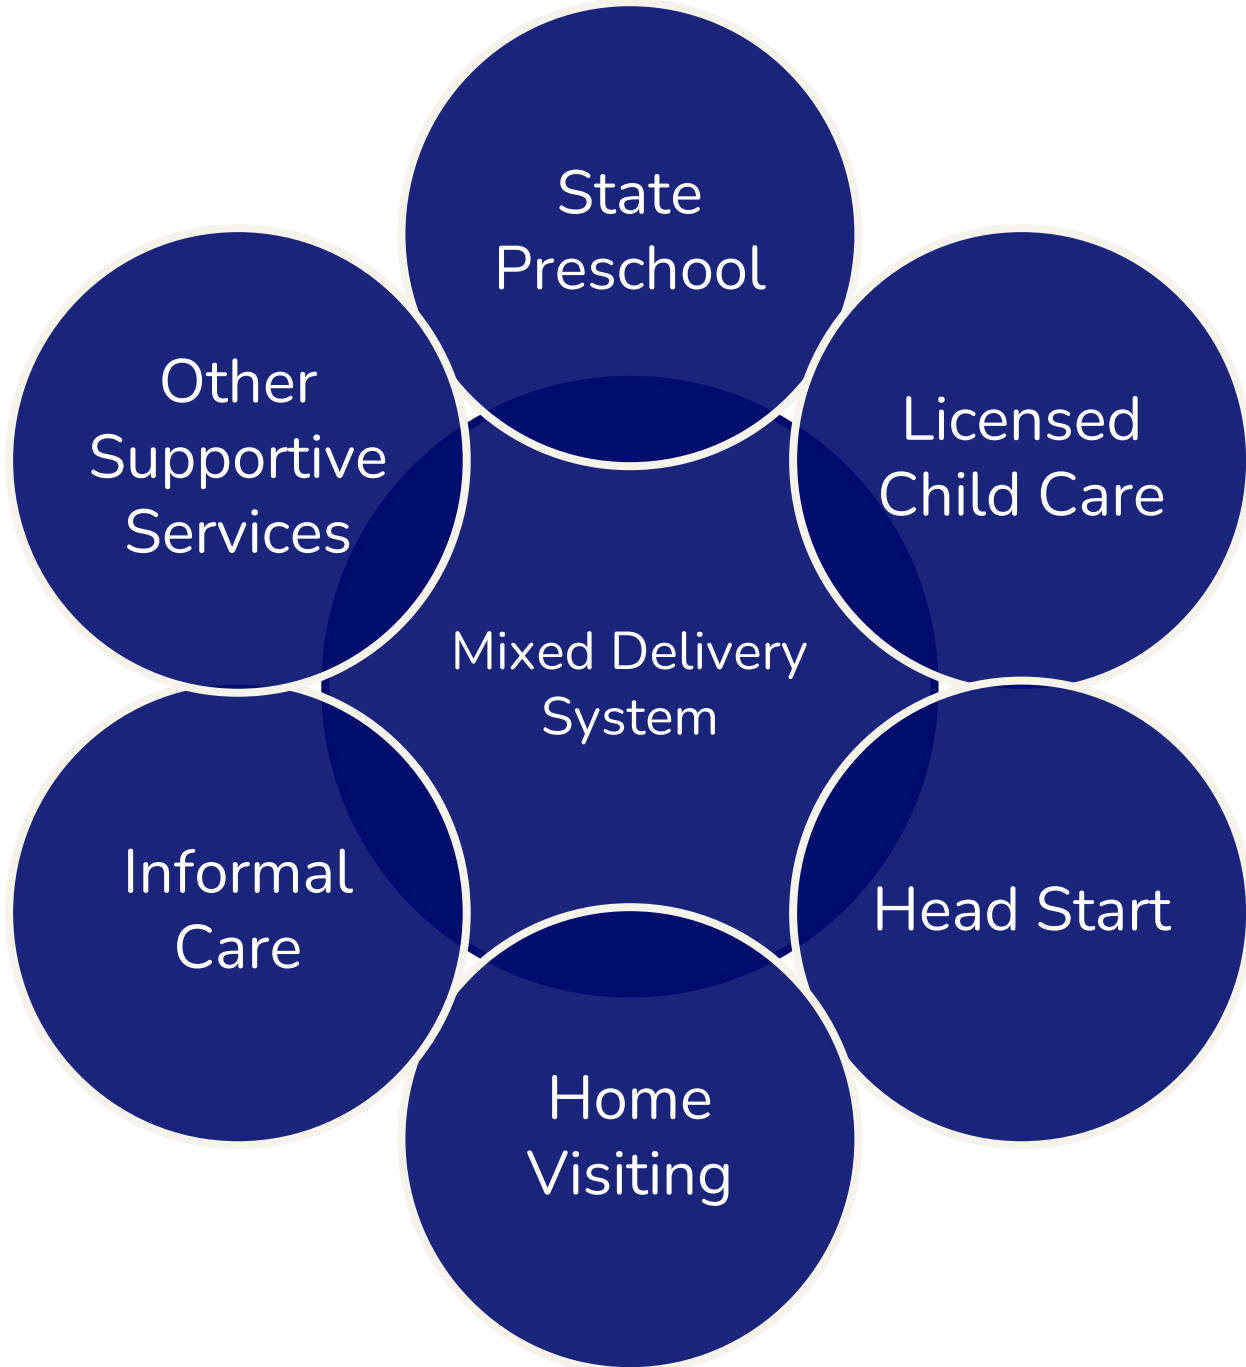 State
Preschool
Licensed
Child Care
Head Start
Home
Visiting
Informal
Care
Other
Supportive
Services
Mixed Delivery
System